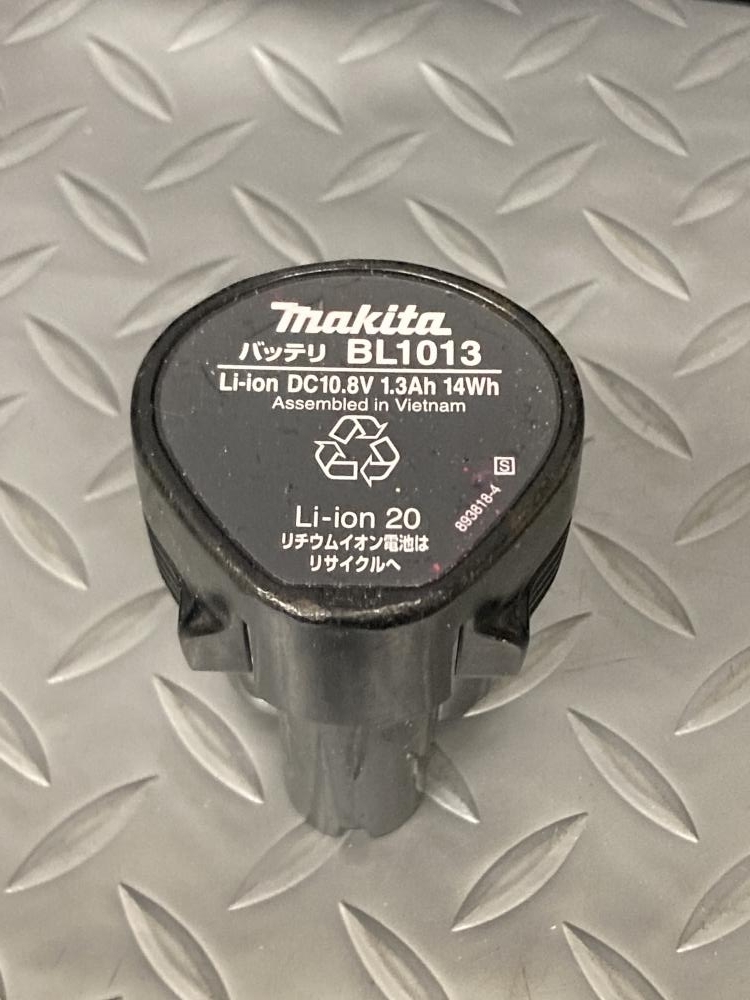 makita
バッテリ BL1013
Li-ion DC10.8V 1.3Ah 14Wh
Assembled in Vietnam
S
893818-4
Li-ion 20
リチウムイオン電池は
リサイクルへ